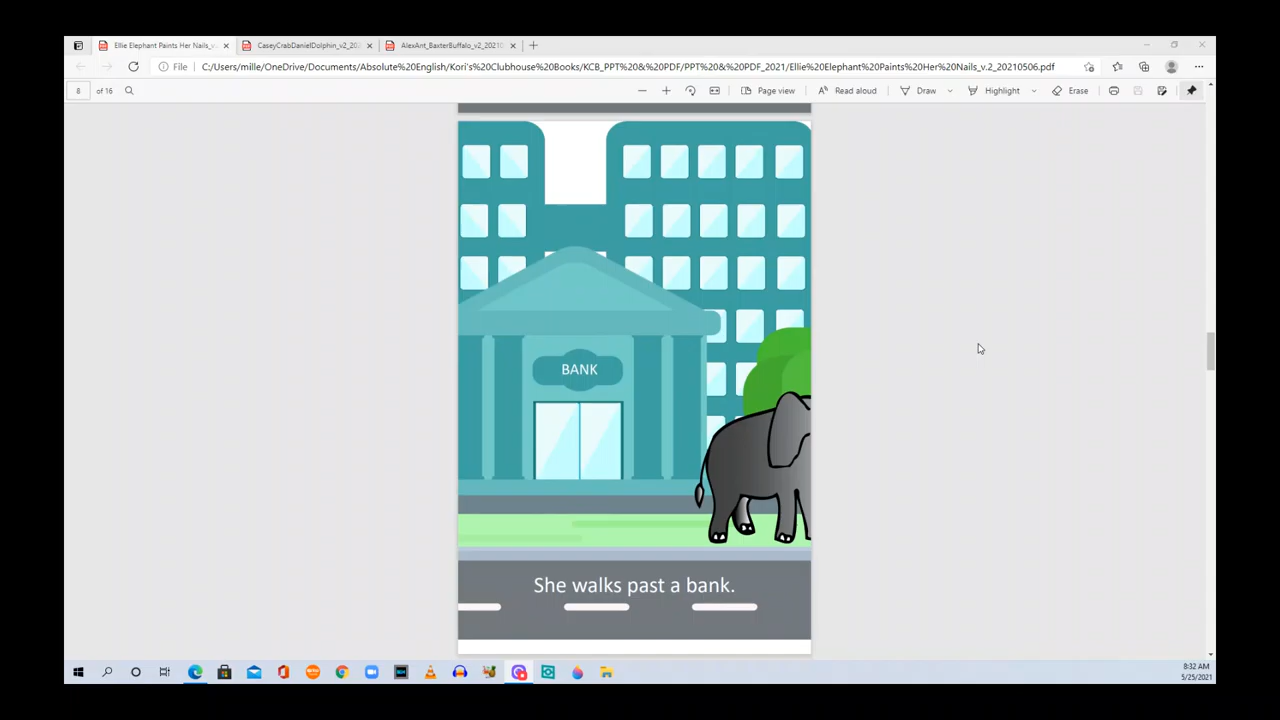 Ellie Elephant Paints Her Nails_v.
CaseyCrabDanielDolphin_v2_202
AlexAnt_BaxterBuffalo_v2_20210
File
C:/Users/mille/OneDrive/Documents/Absolute%20English/Kori's%20Clubhouse%20Books/KCB_PPT%20&%20PDF/PPT%20&%20PDF_2021/Ellie%20Elephant%20Paints%20Her%20Nails_v.2_20210506.pdf
8 of 16
Page view
Read aloud
Draw
Highlight
Erase
BANK
She walks past a bank.
8:32 AM
5/25/2021